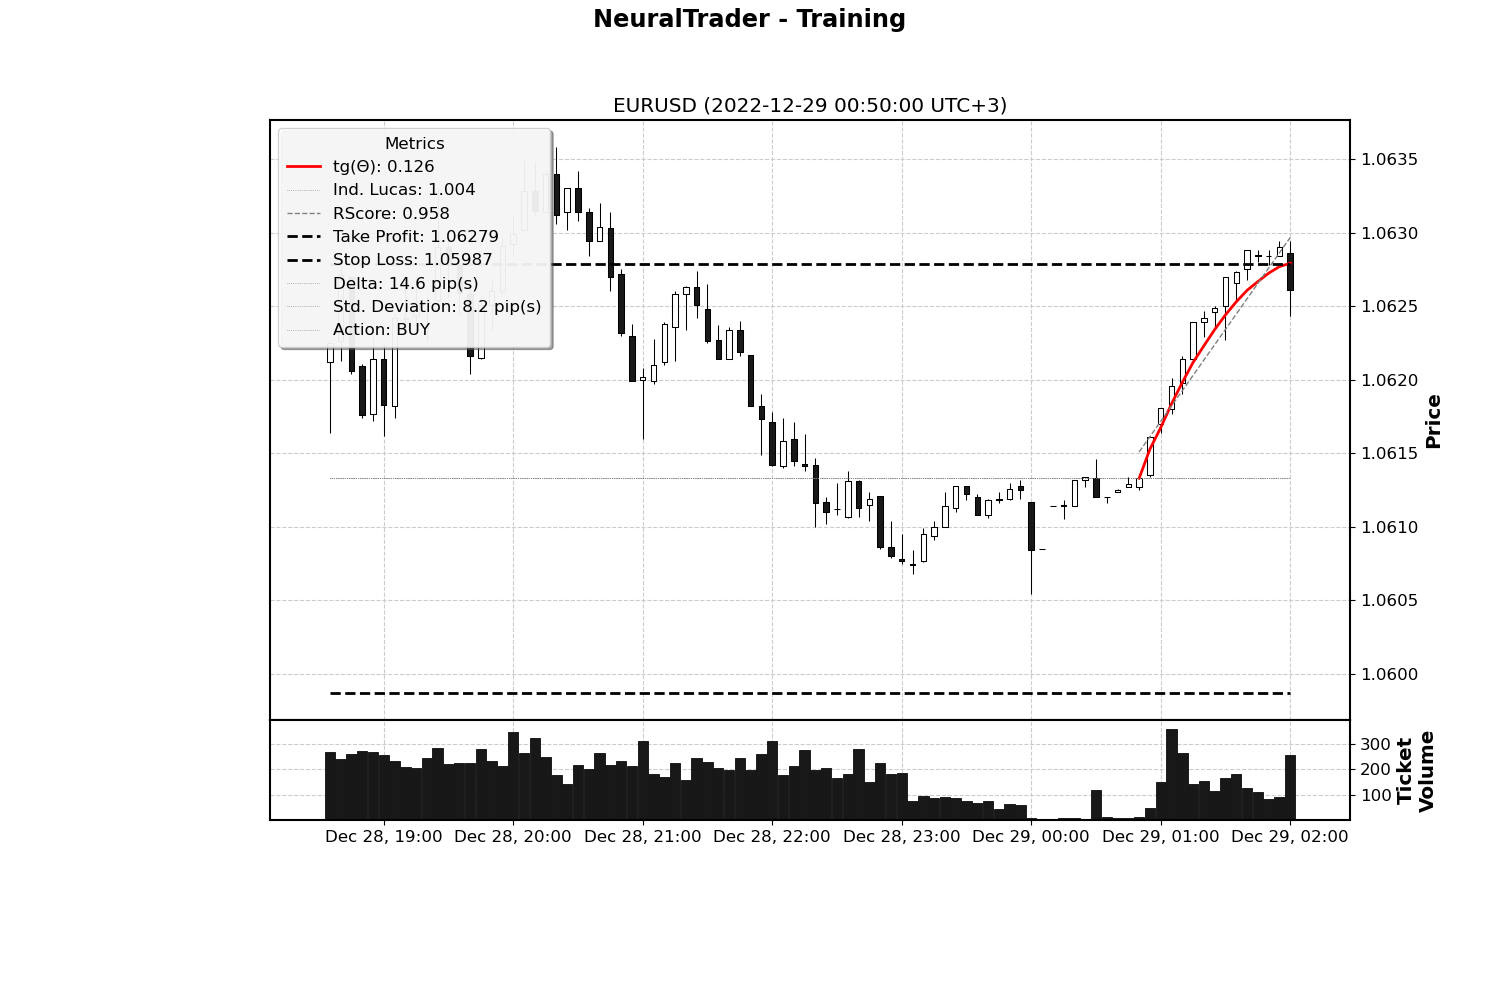 NeuralTrader - Training
EURUSD (2022-12-29 00:50:00 UTC+3)
Metrics
tg(Θ): 0.126
Ind. Lucas: 1.004
RScore: 0.958
Take Profit: 1.06279
Stop Loss: 1.05987
Delta: 14.6 pip(s)
Std. Deviation: 8.2 pip(s)
Action: BUY
1.0635
1.0630
1.0625
1.0620
1.0615
1.0610
1.0605
1.0600
Price
300
200
100
Ticket
Volume
Dec 28, 19:00 Dec 28, 20:00 Dec 28, 21:00 Dec 28, 22:00 Dec 28, 23:00 Dec 29, 00:00 Dec 29, 01:00 Dec 29, 02:00